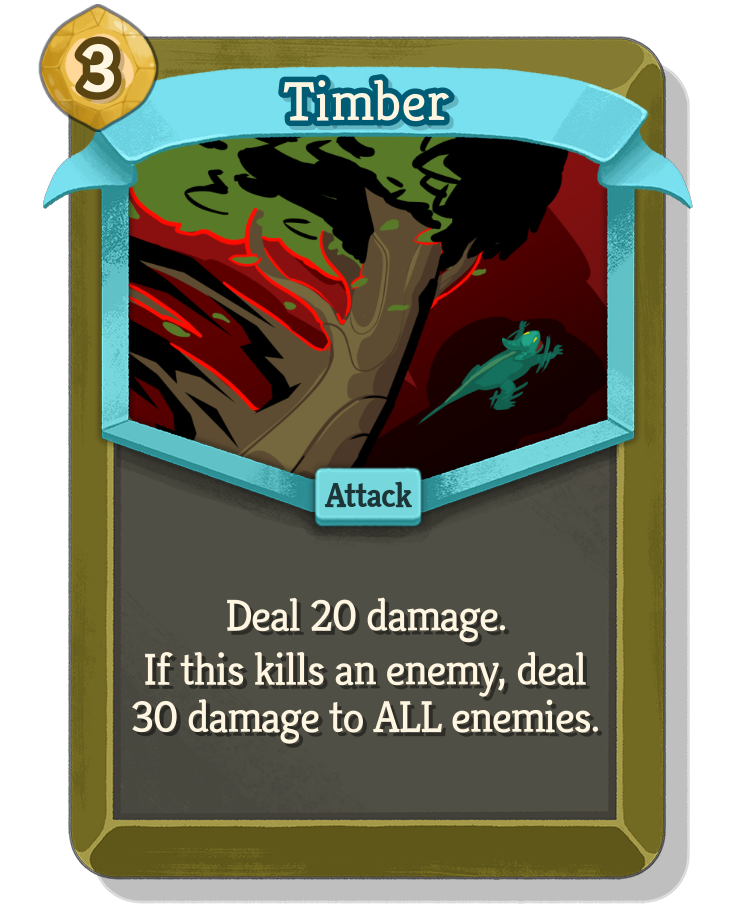 3
Timber
Attack
Deal 20 damage.
If this kills an enemy, deal
30 damage to ALL enemies.